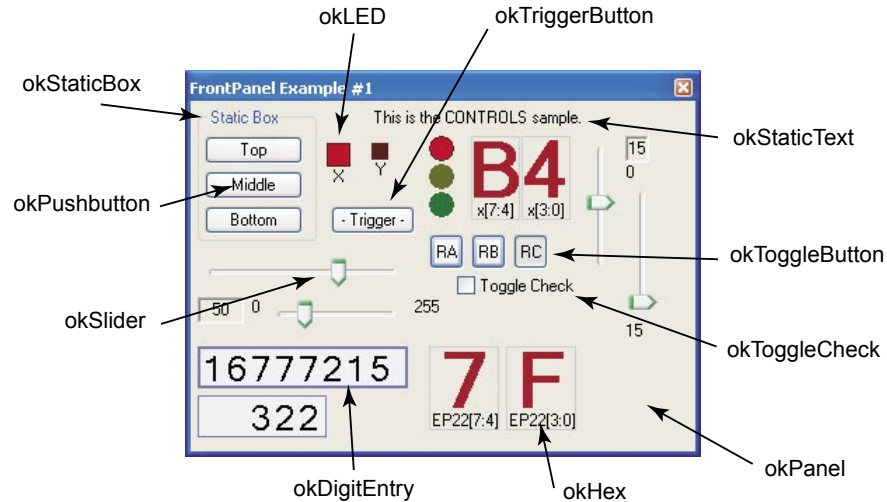 okLED
okTriggerButton
okStaticBox
FrontPanel Example #1
Static Box
This is the CONTROLS sample.
okStaticText
Top
X
Y
B4
15
0
Middle
x[7:4]
x[3:0]
okPushbutton
Bottom
- Trigger -
RA
RB
RC
okToggleButton
Toggle Check
okSlider
50
0
255
15
okToggleCheck
16777215
7
F
322
EP22[7:4]
EP22[3:0]
okPanel
okDigitEntry
okHex